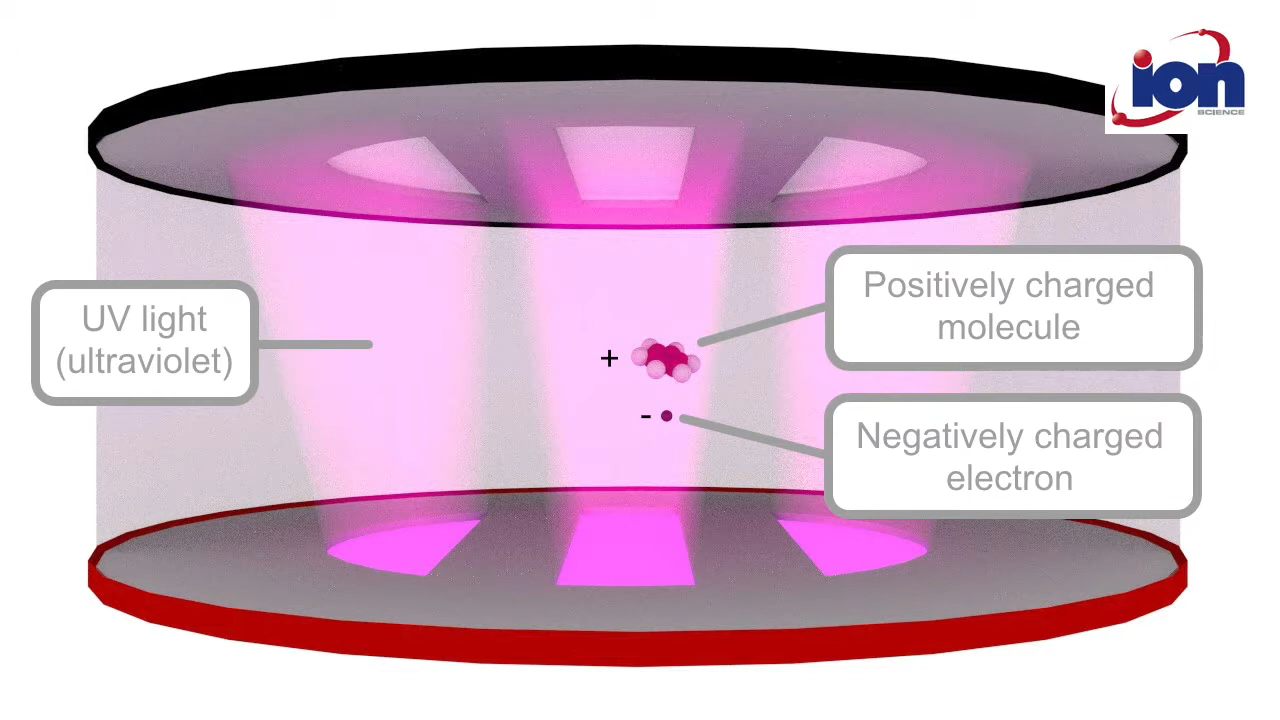 ion
SCIENCE
UV light
(ultraviolet)
Positively charged
molecule
+
-
Negatively charged
electron